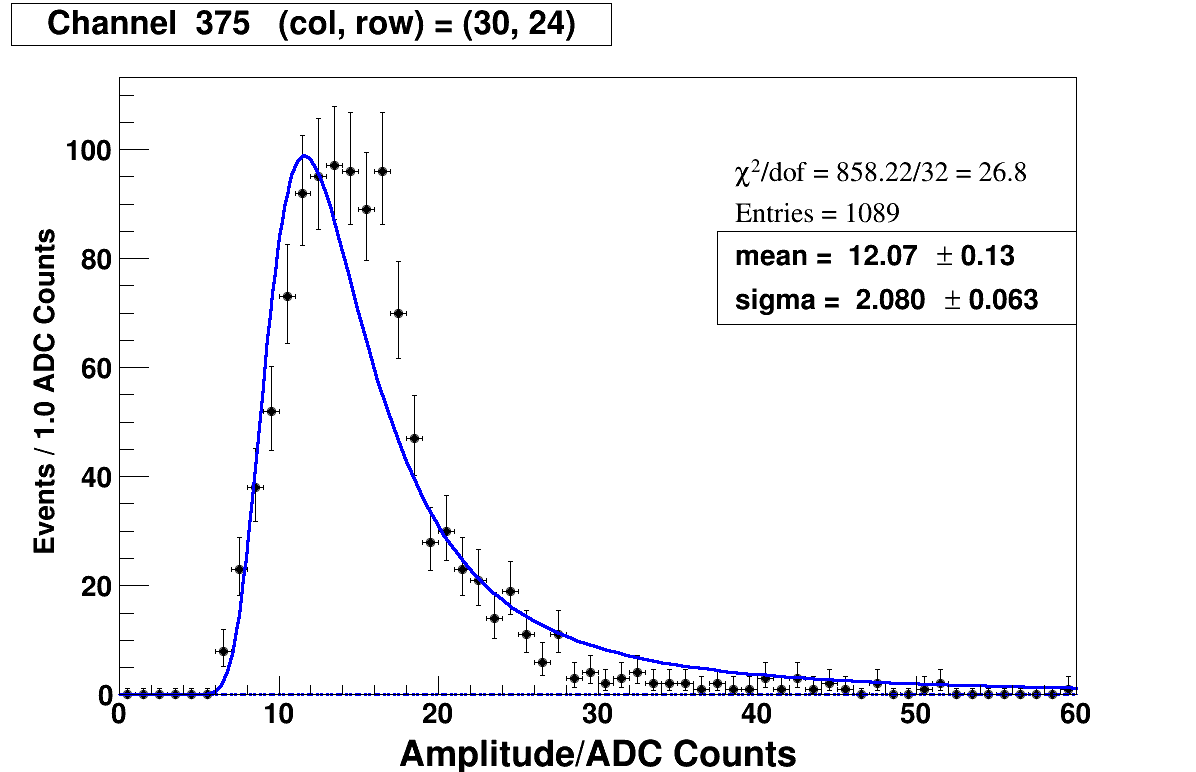 Channel 375 (col, row) = (30, 24)
χ²/dof = 858.22/32 = 26.8
Entries = 1089
mean = 12.07 ± 0.13
sigma = 2.080 ± 0.063
Events / 1.0 ADC Counts
100
80
60
40
20
0
0 10 20 30 40 50 60
Amplitude/ADC Counts